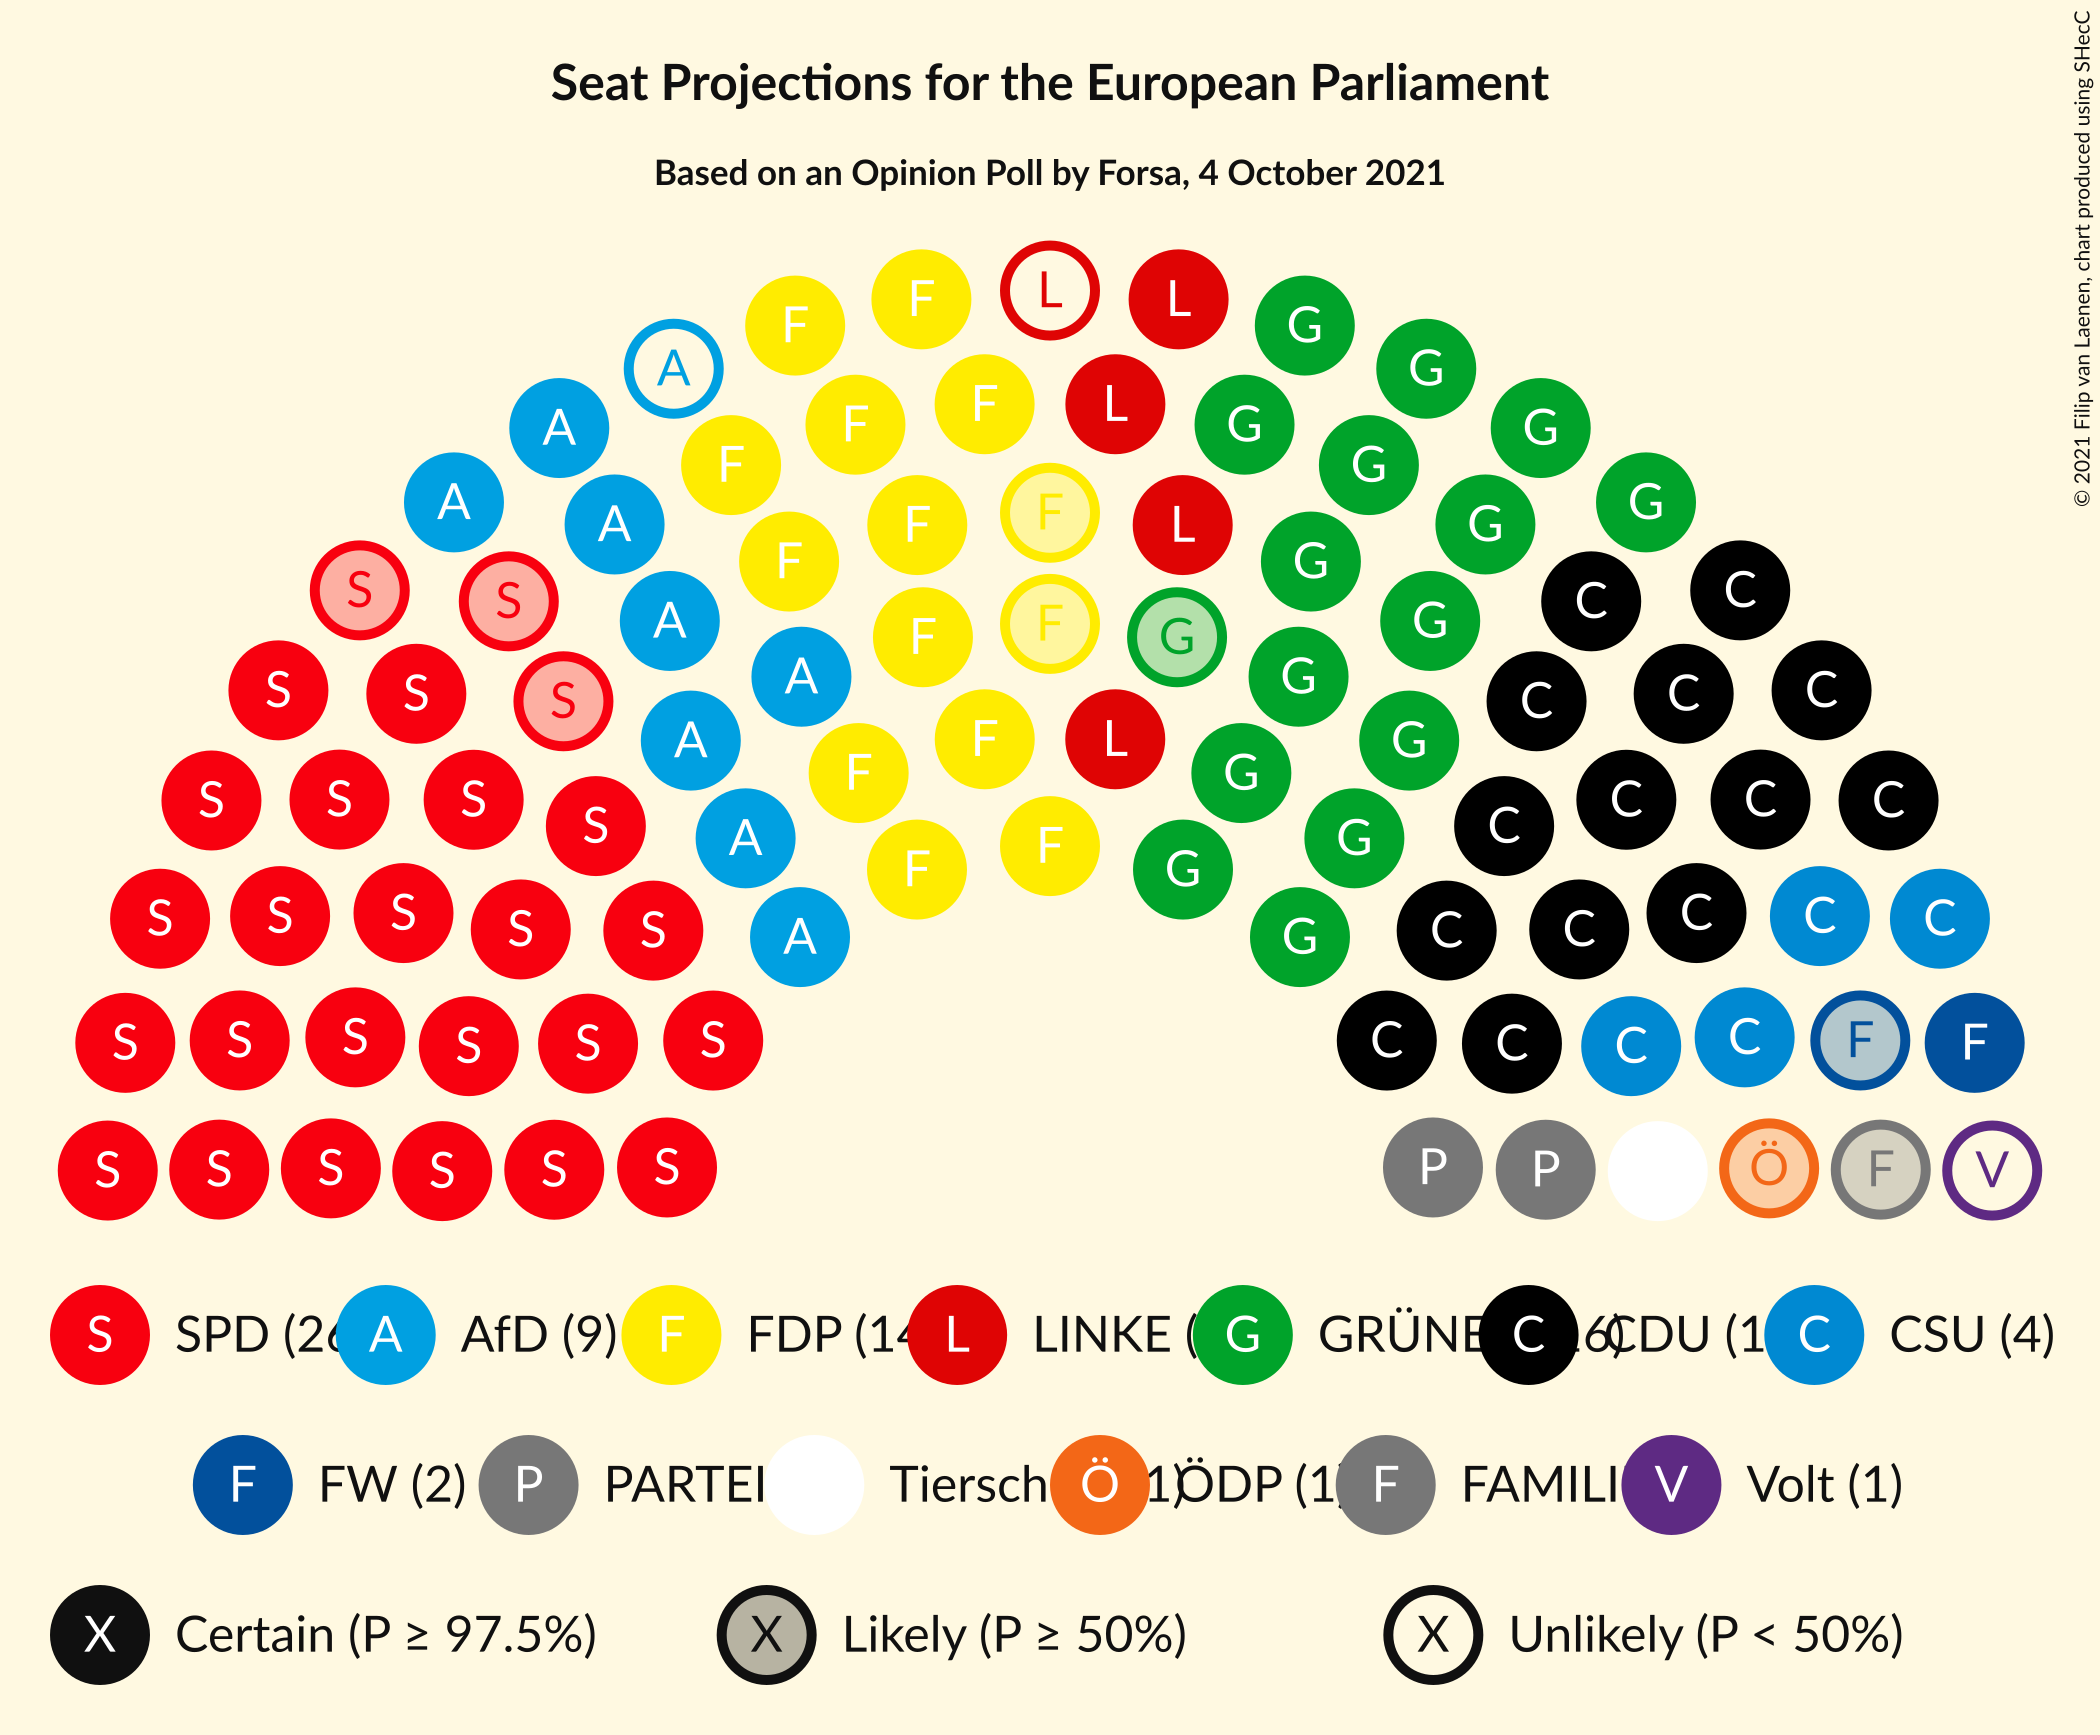 Seat Projections for the European Parliament
Based on an Opinion Poll by Forsa, 4 October 2021
© 2021 Filip van Laenen, chart produced using SHecC
L
F L
F G
A G
F F L
A F G G
F G
A A G G
F F L
F G
S S A G C C
F F G
S A G C
S S A G C C C
A G
F L
F G
S S S C C C
S A F G C
F G
S S S A G C C C C
S S C C
A G
S S S S S S C C C C F F
S S S S S S P P Ö F V
S SPD (26 A AfD (9) F FDP (14 L LINKE ( G GRÜNE C 6) CDU (1 C CSU (4)
F FW (2) P PARTEI Tiersch Ö 1) ÖDP (1 F FAMILI V Volt (1)
X Certain (P ≥ 97.5%) X Likely (P ≥ 50%) X Unlikely (P < 50%)